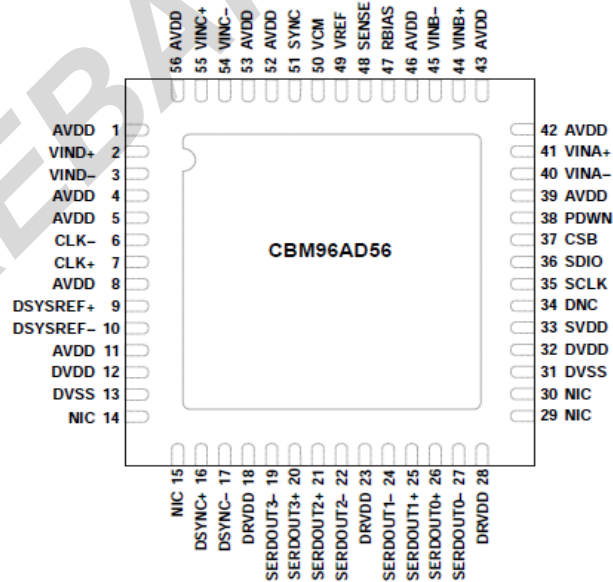 56 AVDD
55 VINC+
54 VINC–
53 AVDD
52 AVDD
51 SYNC
50 VCM
49 VREF
48 SENSE
47 RBIAS
46 AVDD
45 VINB–
44 VINB+
43 AVDD
AVDD 1
VIND+ 2
VIND– 3
AVDD 4
AVDD 5
CLK– 6
CLK+ 7
AVDD 8
DSYSREF+ 9
DSYSREF– 10
AVDD 11
DVDD 12
DVSS 13
NIC 14
CBM96AD56
42 AVDD
41 VINA+
40 VINA–
39 AVDD
38 PDWN
37 CSB
36 SDIO
35 SCLK
34 DNC
33 SVDD
32 DVDD
31 DVSS
30 NIC
29 NIC
NIC 15
DSYNC+ 16
DSYNC– 17
DRVDD 18
SERDOUT3– 19
SERDOUT3+ 20
SERDOUT2+ 21
SERDOUT2– 22
DRVDD 23
SERDOUT1– 24
SERDOUT1+ 25
SERDOUT0+ 26
SERDOUT0– 27
DRVDD 28